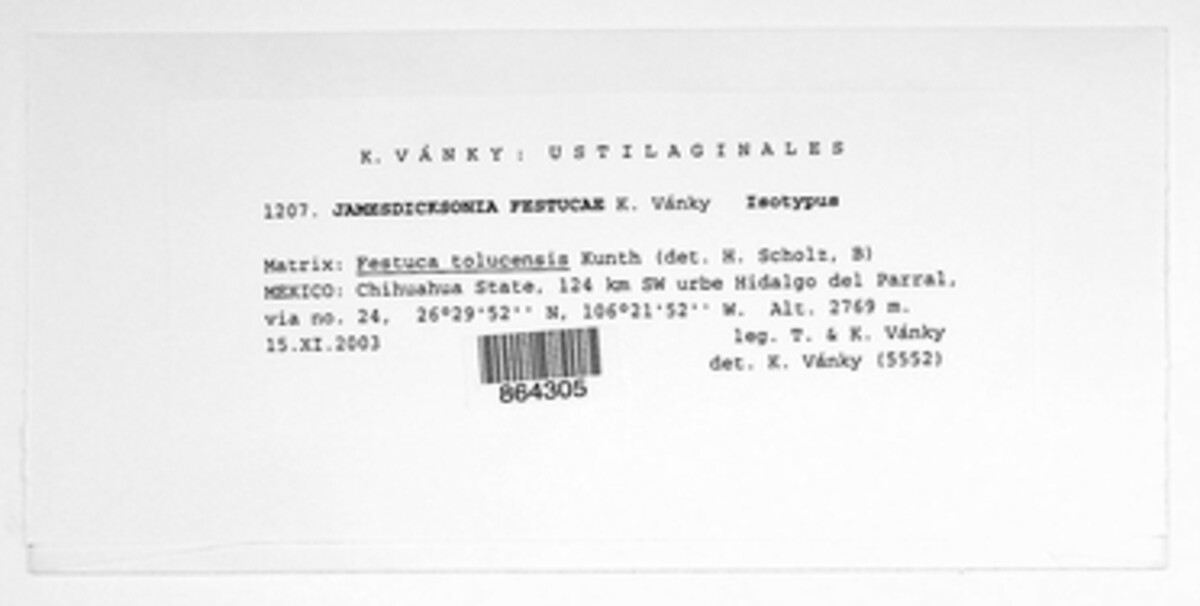 K. VÁNKY: USTILAGINALES
1207. JAMESDICKSONIA FESTUCAE K. Vánky Isotypus
Matrix: Festuca tolucensis Kunth (det. H. Scholz, B)
MEXICO: Chihuahua State, 124 km SW urbe Hidalgo del Parral,
via no. 24, 26°29'52'' N, 106°21'52'' W. Alt. 2769 m.
15.XI.2003 leg. T. & K. Vánky
det. K. Vánky (5552)
864305